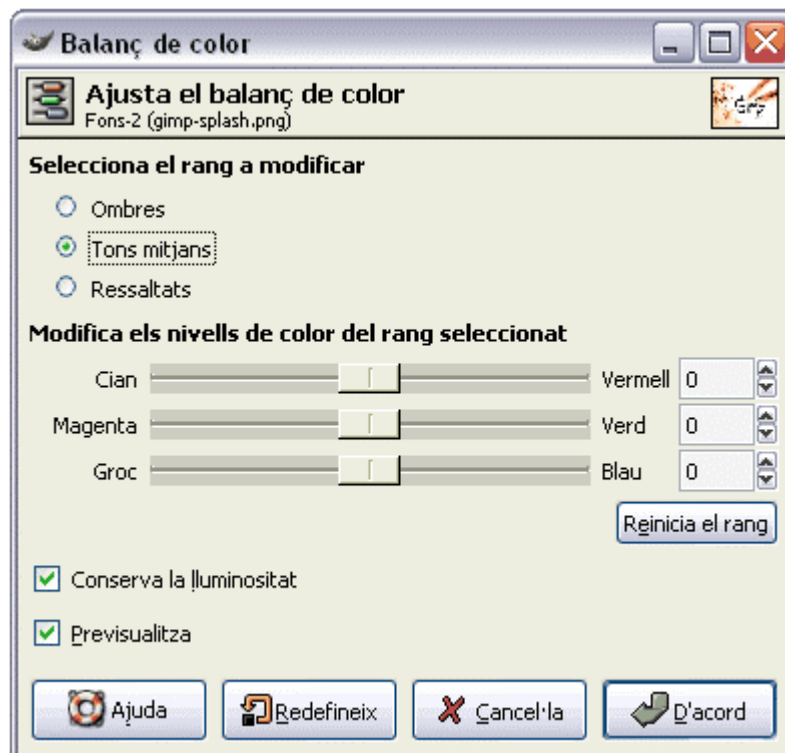 Balanç de color
Ajusta el balanç de color
Fons-2 (gimp-splash.png)
Selecciona el rang a modificar
Ombres
Tons mitjans
Ressaltats
Modifica els nivells de color del rang seleccionat
Cian Vermell 0
Magenta Verd 0
Groc Blau 0
Reinicia el rang
Conserva la lluminositat
Previsualitza
Ajuda Redefineix Cancel·la D'acord